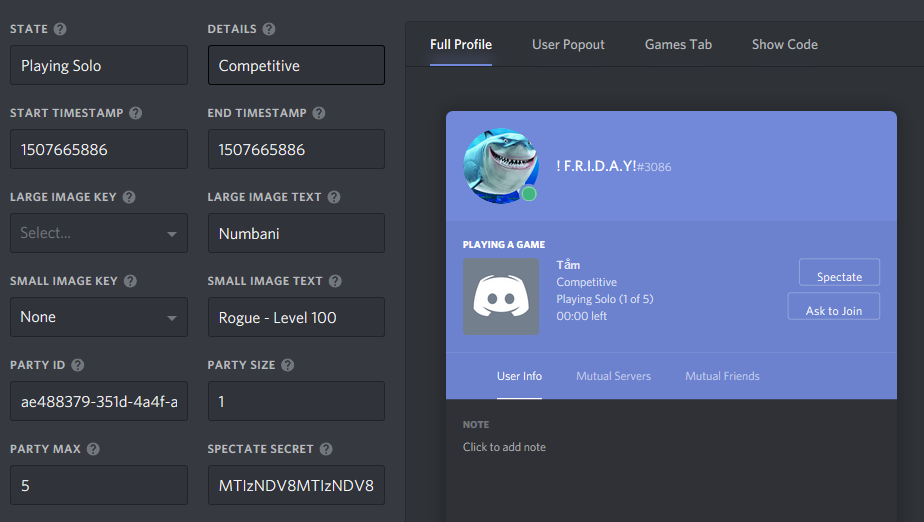 STATE
DETAILS
Playing Solo
Competitive
START TIMESTAMP
END TIMESTAMP
1507665886
1507665886
LARGE IMAGE KEY
LARGE IMAGE TEXT
Select...
Numbani
SMALL IMAGE KEY
SMALL IMAGE TEXT
None
Rogue - Level 100
PARTY ID
PARTY SIZE
ae488379-351d-4a4f-a
1
PARTY MAX
SPECTATE SECRET
5
MTIzNDV8MTIzNDV8
Full Profile
User Popout
Games Tab
Show Code
! F.R.I.D.A.Y!#3086
PLAYING A GAME
Tåm
Competitive
Playing Solo (1 of 5)
00:00 left
Spectate
Ask to Join
User Info
Mutual Servers
Mutual Friends
NOTE
Click to add note